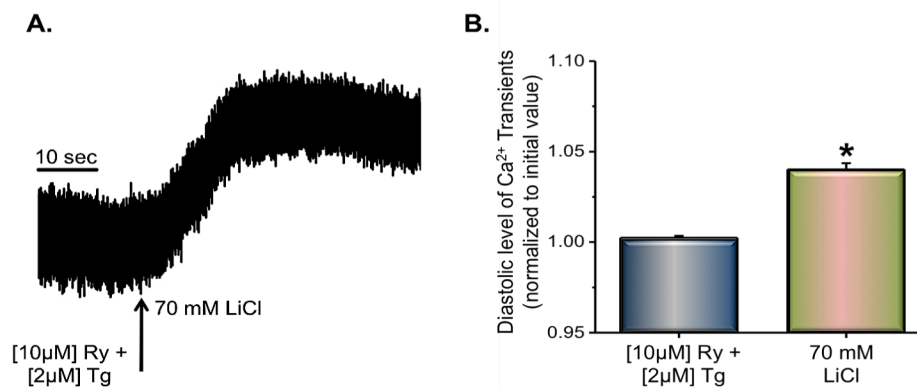 A.
10 sec
70 mM LiCl
[10µM] Ry +
[2µM] Tg
B.
Diastolic level of Ca²⁺ Transients
(normalized to initial value)
1.10
1.05
1.00
0.95
*
[10µM] Ry +
[2µM] Tg
70 mM
LiCl